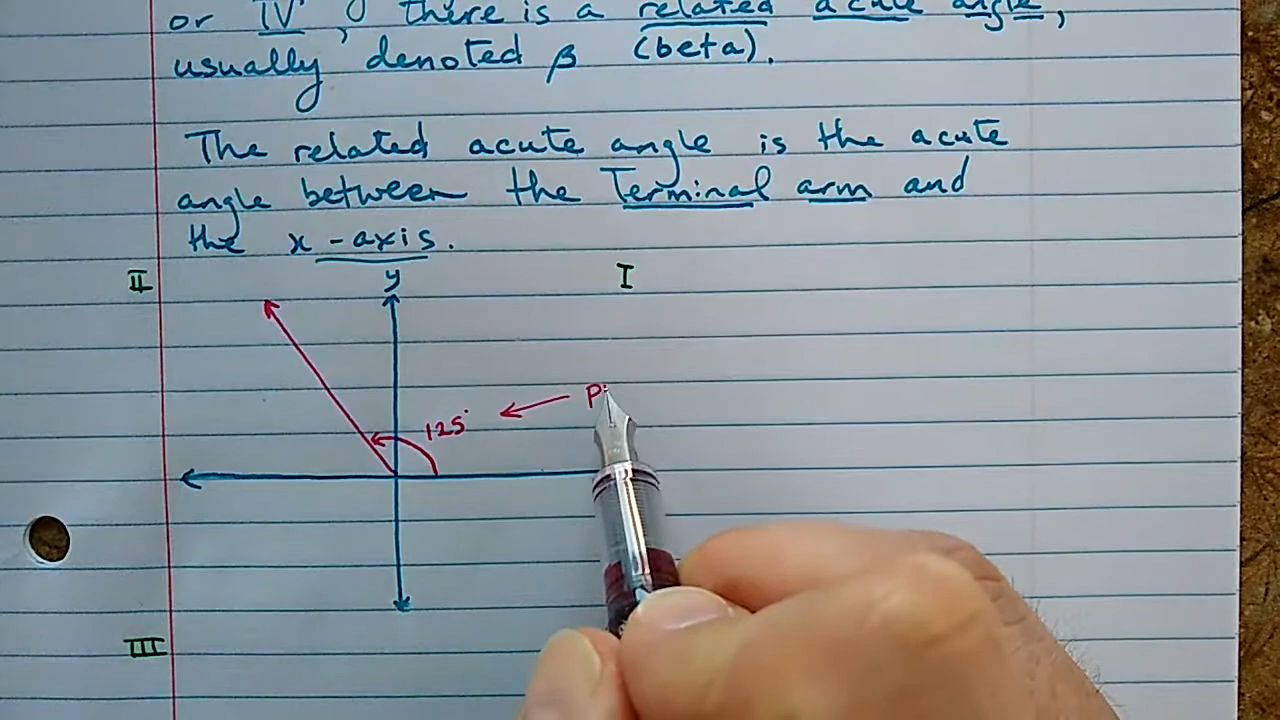 or IV, there is a related acute angle,
usually denoted β (beta).
The related acute angle is the acute
angle between the Terminal arm and
the x-axis.
II y I
125°
III